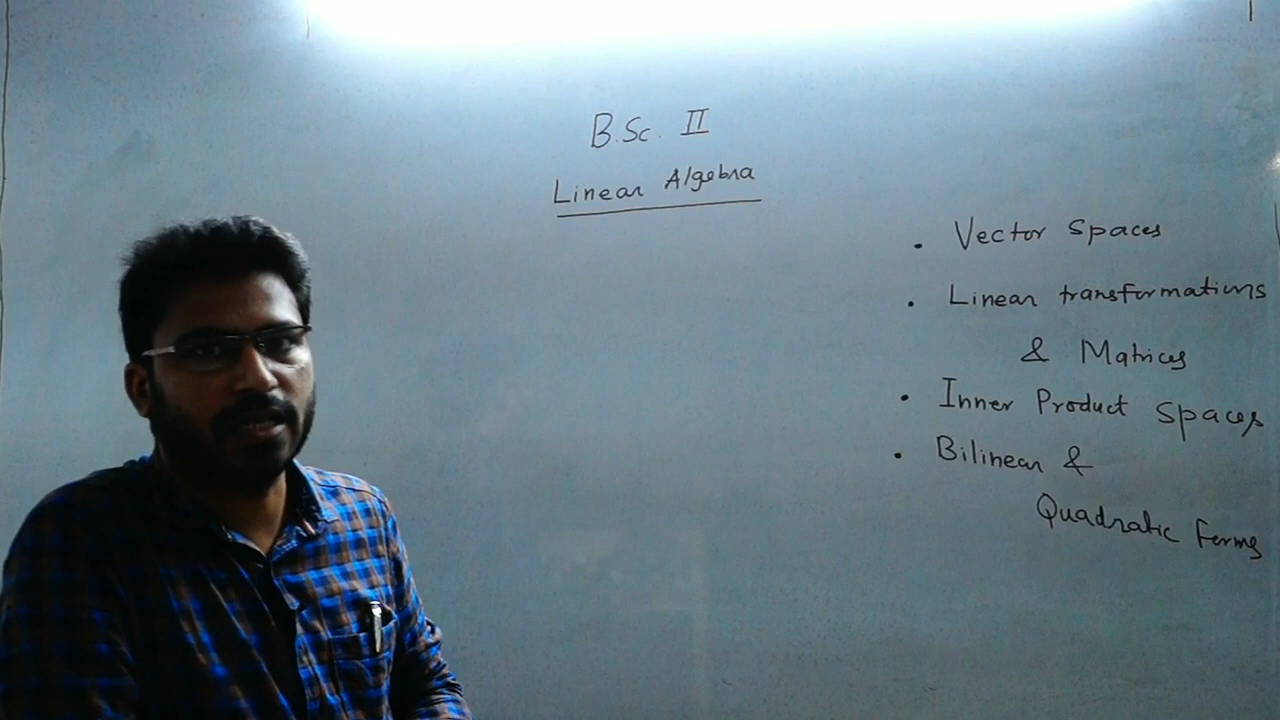 B.Sc. II
Linear Algebra
• Vector Spaces
• Linear transformations
& Matrices
• Inner Product Spaces
• Bilinear &
Quadratic Forms